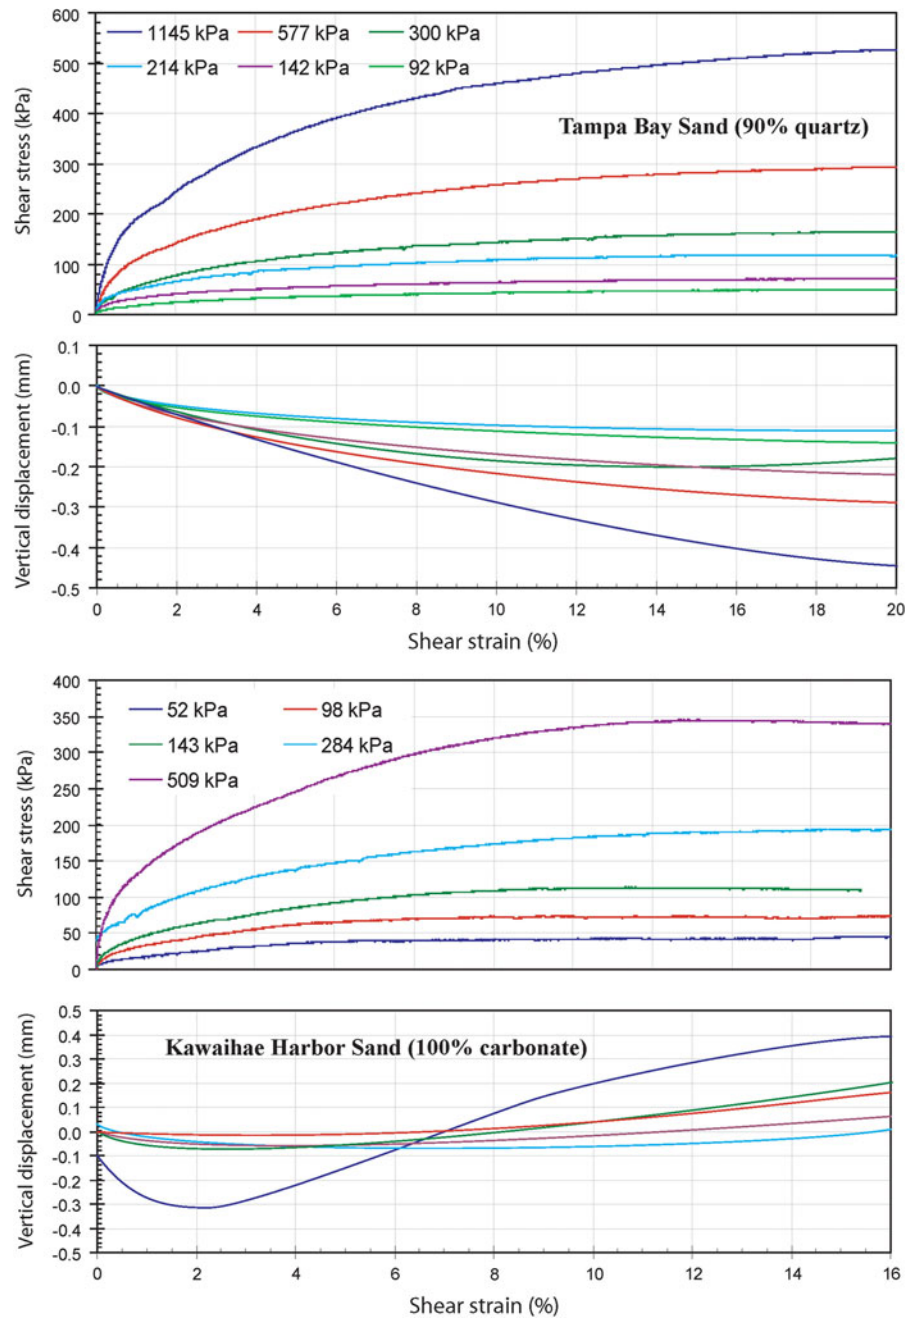 600
1145 kPa 577 kPa 300 kPa
214 kPa 142 kPa 92 kPa
500
400
Tampa Bay Sand (90% quartz)
300
200
100
0
Shear stress (kPa)
0.1
0.0
-0.1
-0.2
-0.3
-0.4
-0.5
Vertical displacement (mm)
0 2 4 6 8 10 12 14 16 18 20
Shear strain (%)
400
52 kPa 98 kPa
350
143 kPa 284 kPa
300
509 kPa
250
200
150
100
50
0
Shear stress (kPa)
0.5
0.4
Kawaihae Harbor Sand (100% carbonate)
0.3
0.2
0.1
0.0
-0.1
-0.2
-0.3
-0.4
-0.5
Vertical displacement (mm)
0 2 4 6 8 10 12 14 16
Shear strain (%)